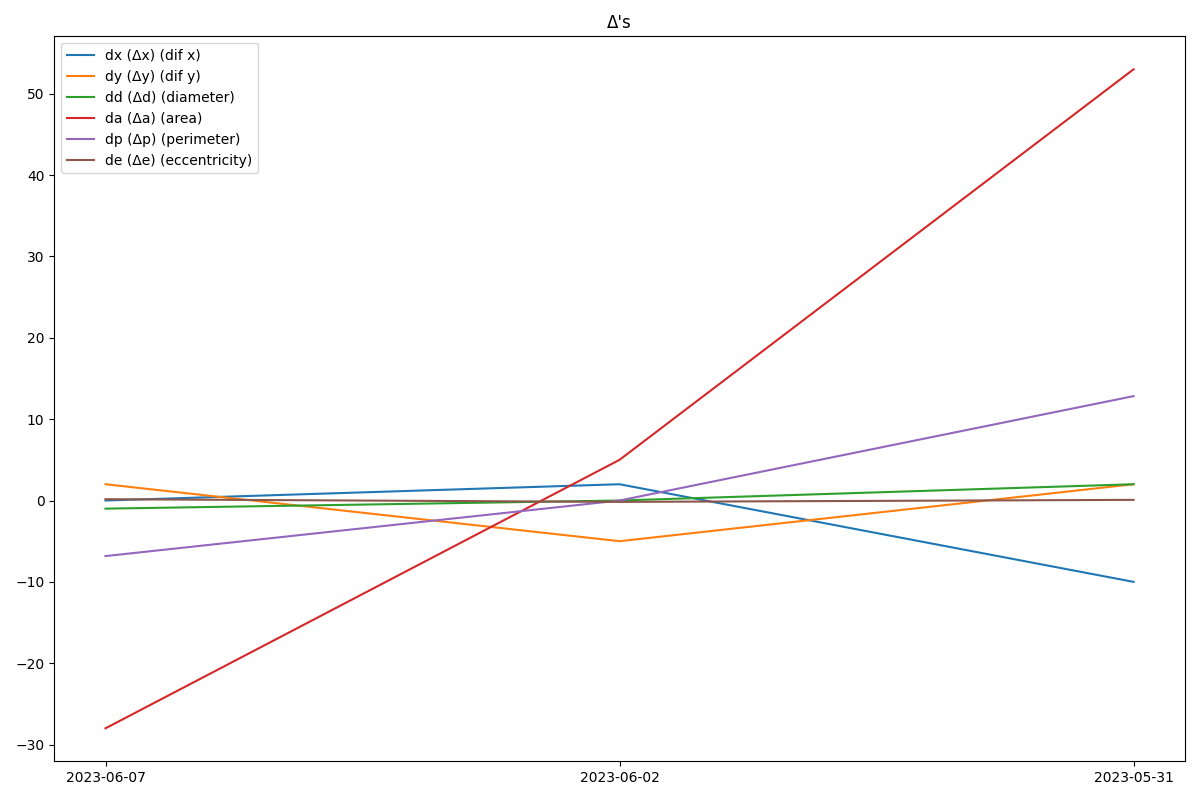 Δ's
dx (Δx) (dif x)
dy (Δy) (dif y)
dd (Δd) (diameter)
da (Δa) (area)
dp (Δp) (perimeter)
de (Δe) (eccentricity)
50
40
30
20
10
0
−10
−20
−30
2023-06-07 2023-06-02 2023-05-31